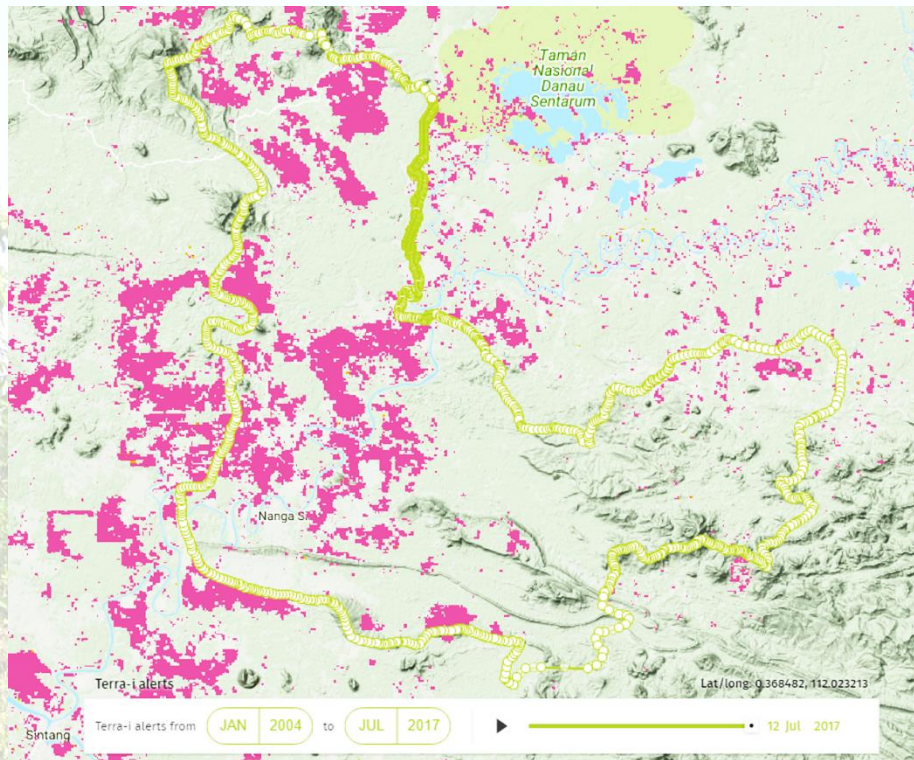 Taman
Nasional
Danau
Sentarum
Terra-i alerts
Lat/long: 0.368482, 112.023213
Terra-i alerts from JAN 2004 to JUL 2017 12 Jul 2017
Sintang
Nanga